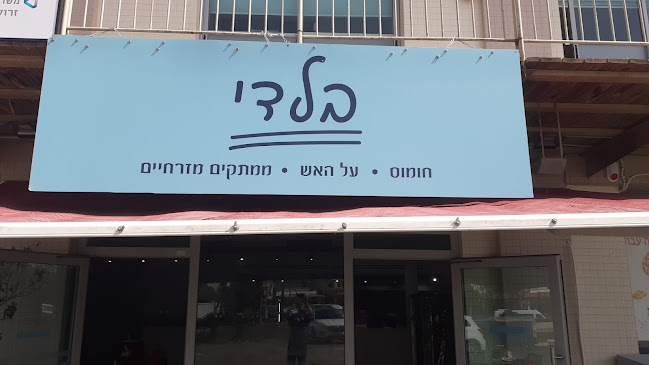 בלדי
חומוס • על האש • ממתקים מזרחיים